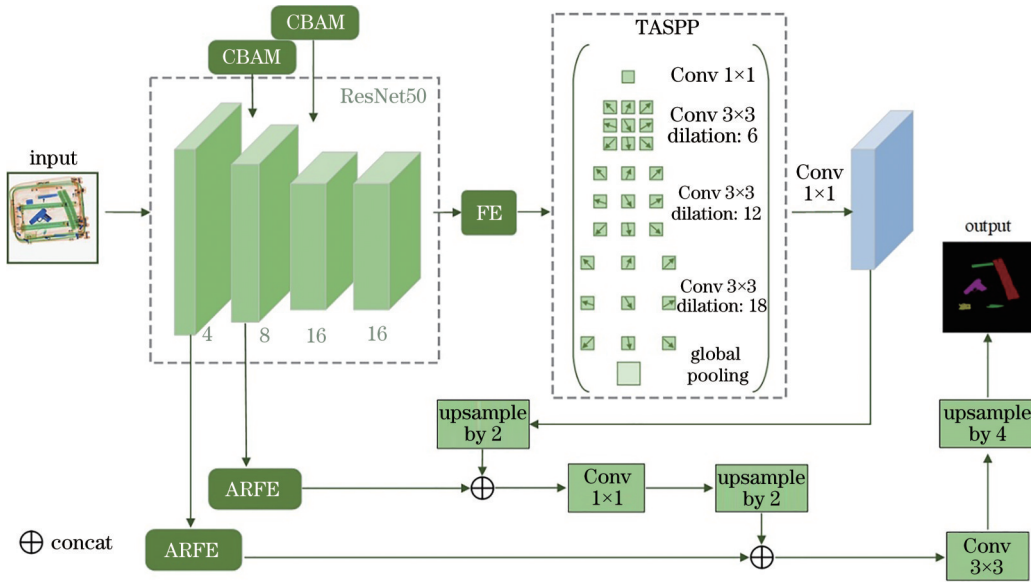 CBAM
CBAM
TASPP
ResNet50
Conv 1×1
Conv 3×3
dilation: 6
input
Conv 3×3
dilation: 12
Conv
1×1
FE
output
Conv 3×3
dilation: 18
4
8
16
16
global
pooling
upsample
by 2
upsample
by 4
ARFE
Conv
1×1
upsample
by 2
concat
ARFE
Conv
3×3